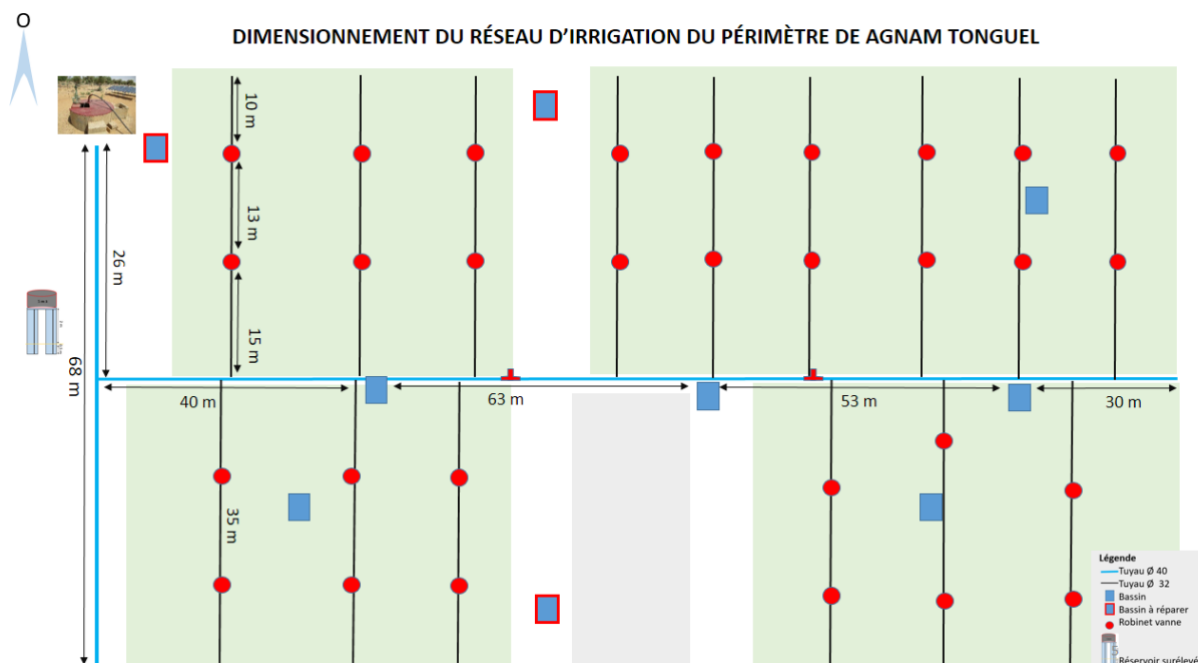 O
DIMENSIONNEMENT DU RÉSEAU D'IRRIGATION DU PÉRIMÈTRE DE AGNAM TONGUEL
10 m
13 m
26 m
15 m
68 m
40 m
63 m
53 m
30 m
35 m
Légende
Tuyau Ø 40
Tuyau Ø 32
Bassin
Bassin à réparer
Robinet vanne
5
Réservoir surélevé